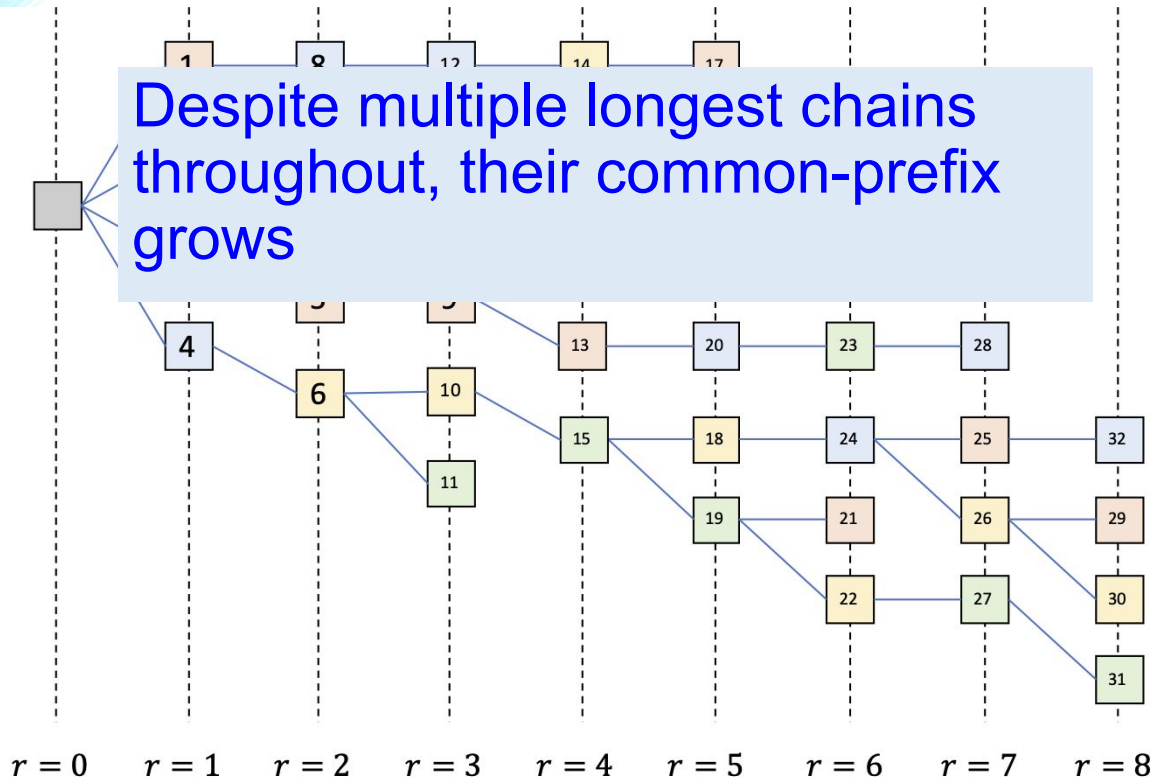 1 8 12 14 17
Despite multiple longest chains
throughout, their common-prefix
grows
4 13 20 23 28
6 10
15 18 24 25 32
11
19 21 26 29
22 27 30
31
r = 0 r = 1 r = 2 r = 3 r = 4 r = 5 r = 6 r = 7 r = 8